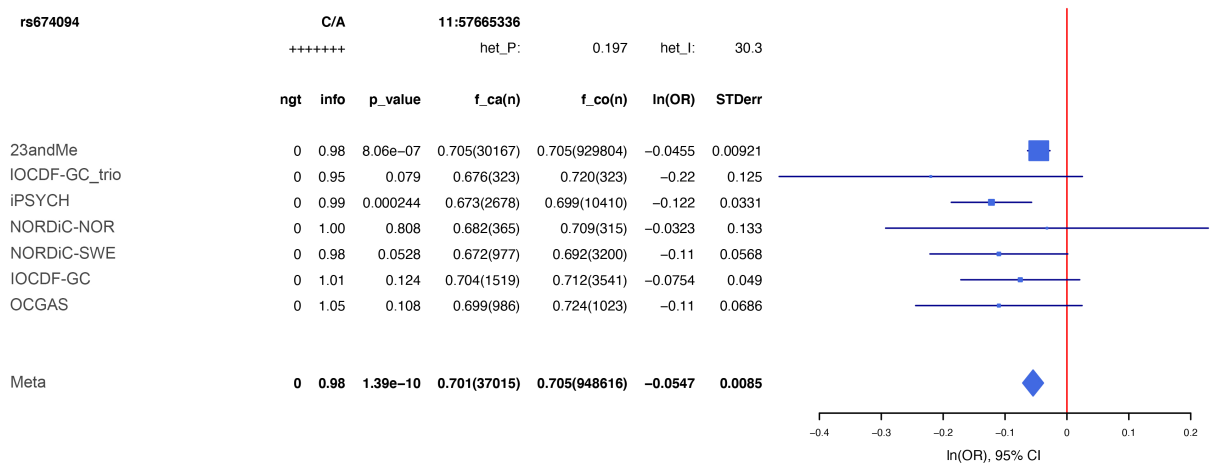 rs674094 C/A 11:57665336
+++++++ het_P: 0.197 het_I: 30.3
ngt info p_value f_ca(n) f_co(n) ln(OR) STDerr
23andMe 0 0.98 8.06e−07 0.705(30167) 0.705(929804) −0.0455 0.00921
IOCDF-GC_trio 0 0.95 0.079 0.676(323) 0.720(323) −0.22 0.125
iPSYCH 0 0.99 0.000244 0.673(2678) 0.699(10410) −0.122 0.0331
NORDiC-NOR 0 1.00 0.808 0.682(365) 0.709(315) −0.0323 0.133
NORDiC-SWE 0 0.98 0.0528 0.672(977) 0.692(3200) −0.11 0.0568
IOCDF-GC 0 1.01 0.124 0.704(1519) 0.712(3541) −0.0754 0.049
OCGAS 0 1.05 0.108 0.699(986) 0.724(1023) −0.11 0.0686
Meta 0 0.98 1.39e−10 0.701(37015) 0.705(948616) −0.0547 0.0085
−0.4 −0.3 −0.2 −0.1 0 0.1 0.2
ln(OR), 95% CI